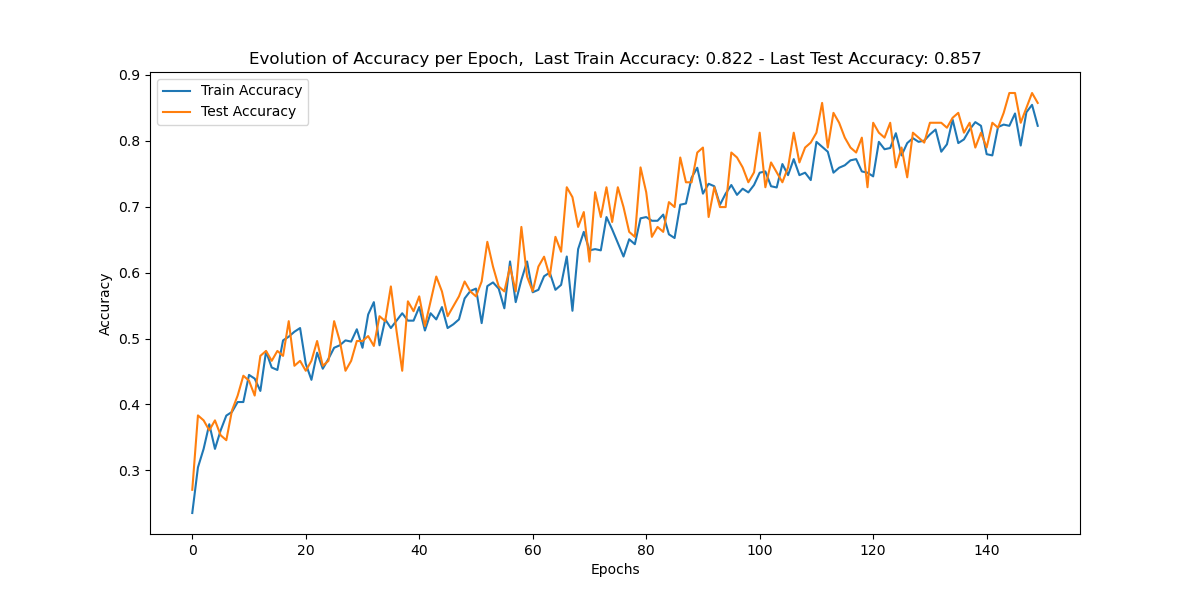 Evolution of Accuracy per Epoch,  Last Train Accuracy: 0.822 - Last Test Accuracy: 0.857
Train Accuracy
Test Accuracy
0.9
0.8
0.7
0.6
0.5
0.4
0.3
Accuracy
0 20 40 60 80 100 120 140
Epochs